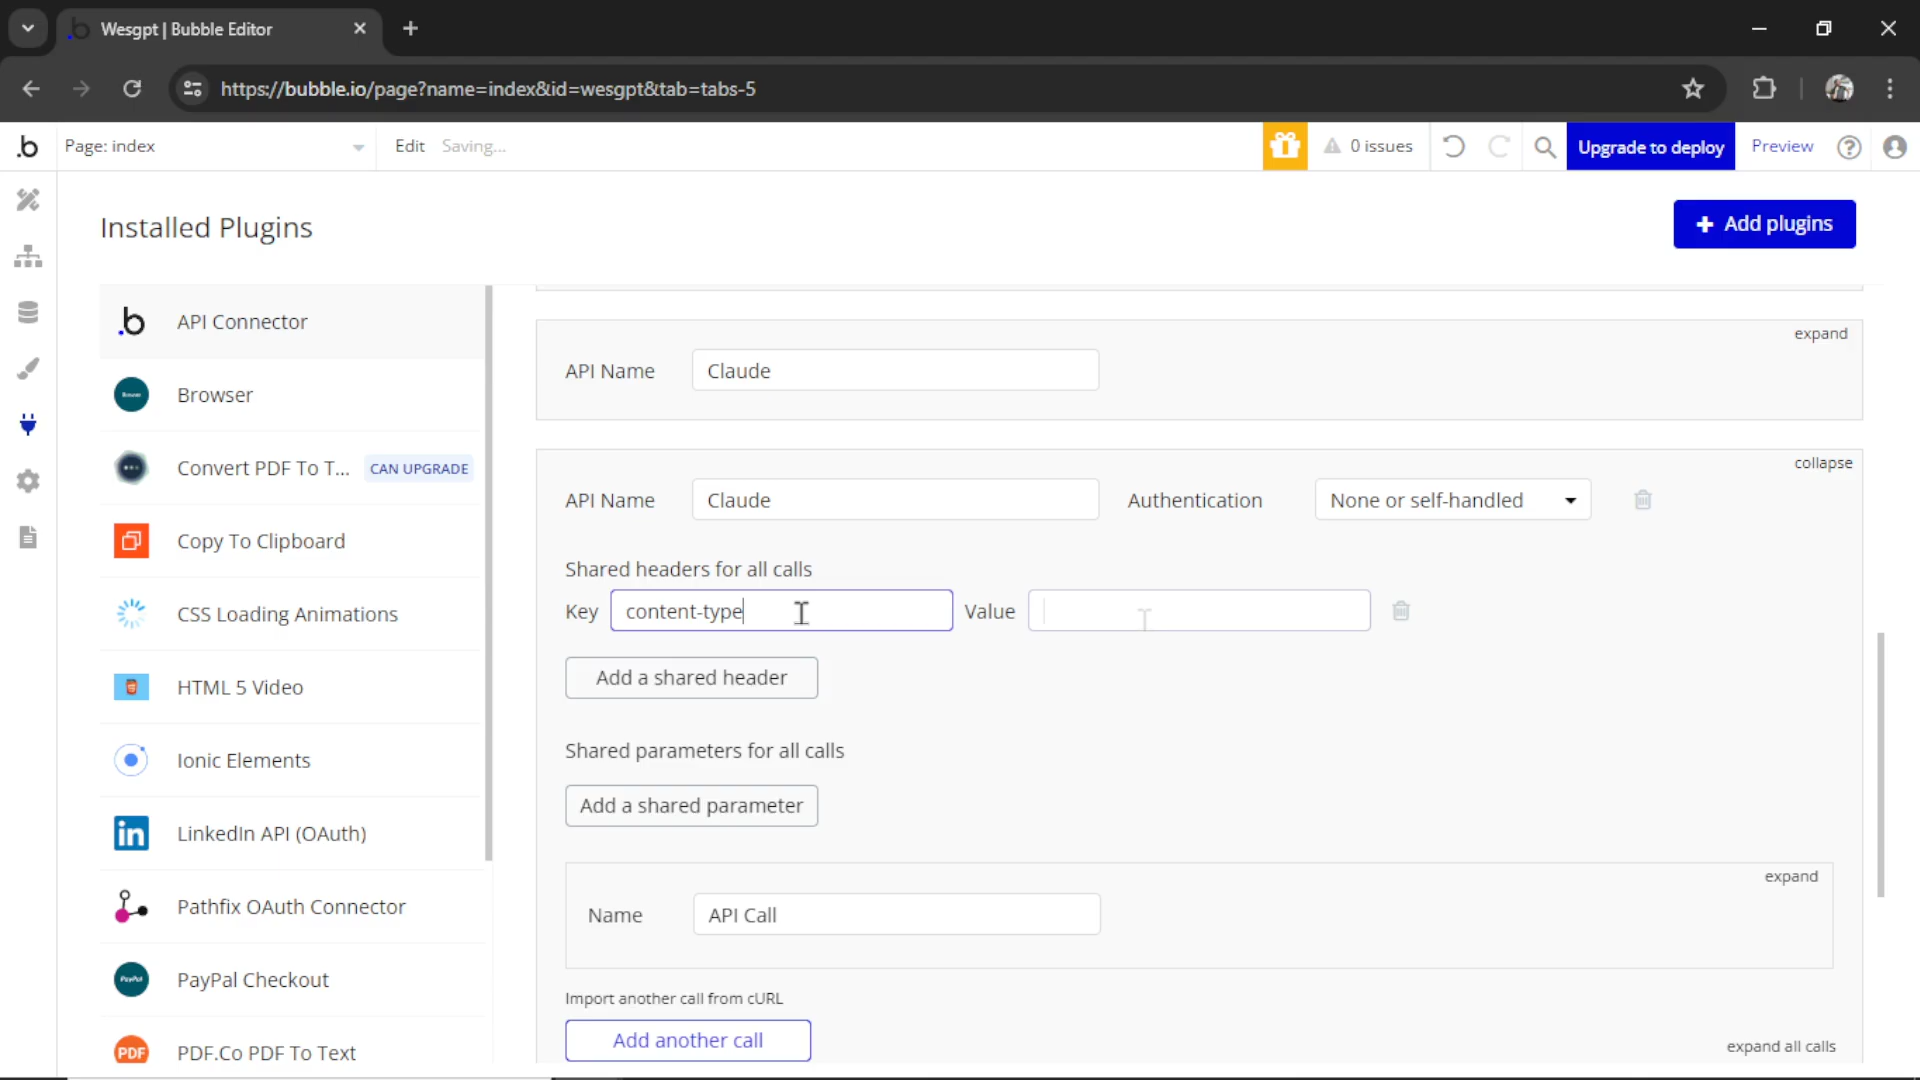 Wesgpt | Bubble Editor
https://bubble.io/page?name=index&id=wesgpt&tab=tabs-5
Page: index
Edit
Saving...
0 issues
Upgrade to deploy
Preview
Installed Plugins
Add plugins
API Connector
Browser
Convert PDF To T...
CAN UPGRADE
Copy To Clipboard
CSS Loading Animations
HTML 5 Video
Ionic Elements
LinkedIn API (OAuth)
Pathfix OAuth Connector
PayPal Checkout
PDF.Co PDF To Text
expand
API Name
Claude
collapse
API Name
Claude
Authentication
None or self-handled
Shared headers for all calls
Key
content-type
Value
Add a shared header
Shared parameters for all calls
Add a shared parameter
expand
Name
API Call
Import another call from cURL
Add another call
expand all calls